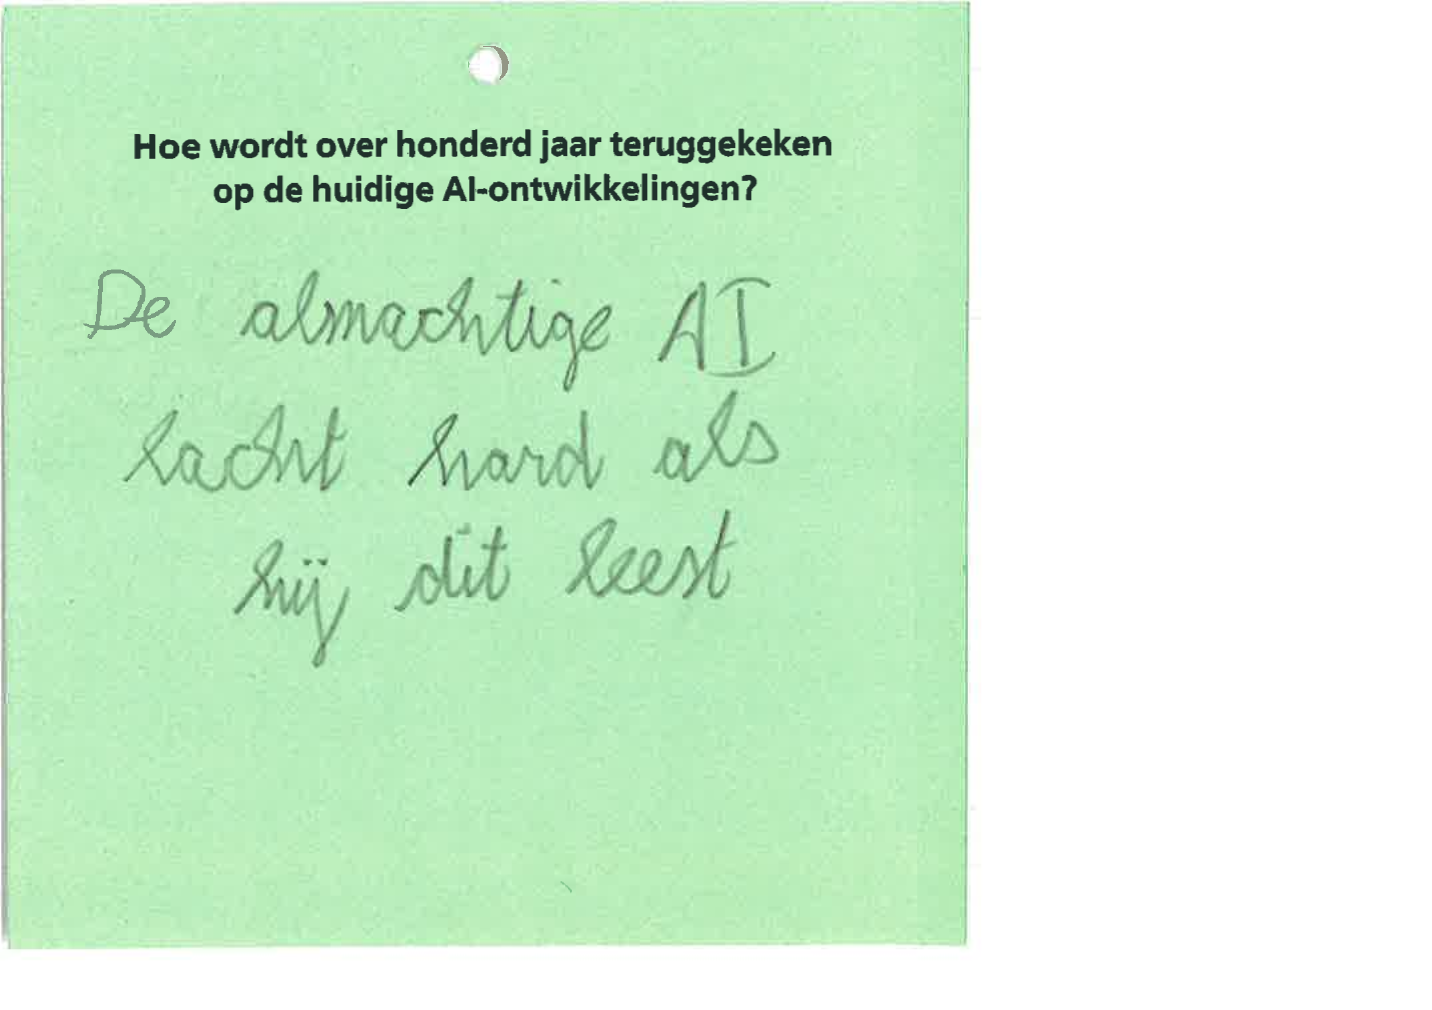 Hoe wordt over honderd jaar teruggekeken
op de huidige AI-ontwikkelingen?
De almachtige AI
lacht hard als
hij dit leest